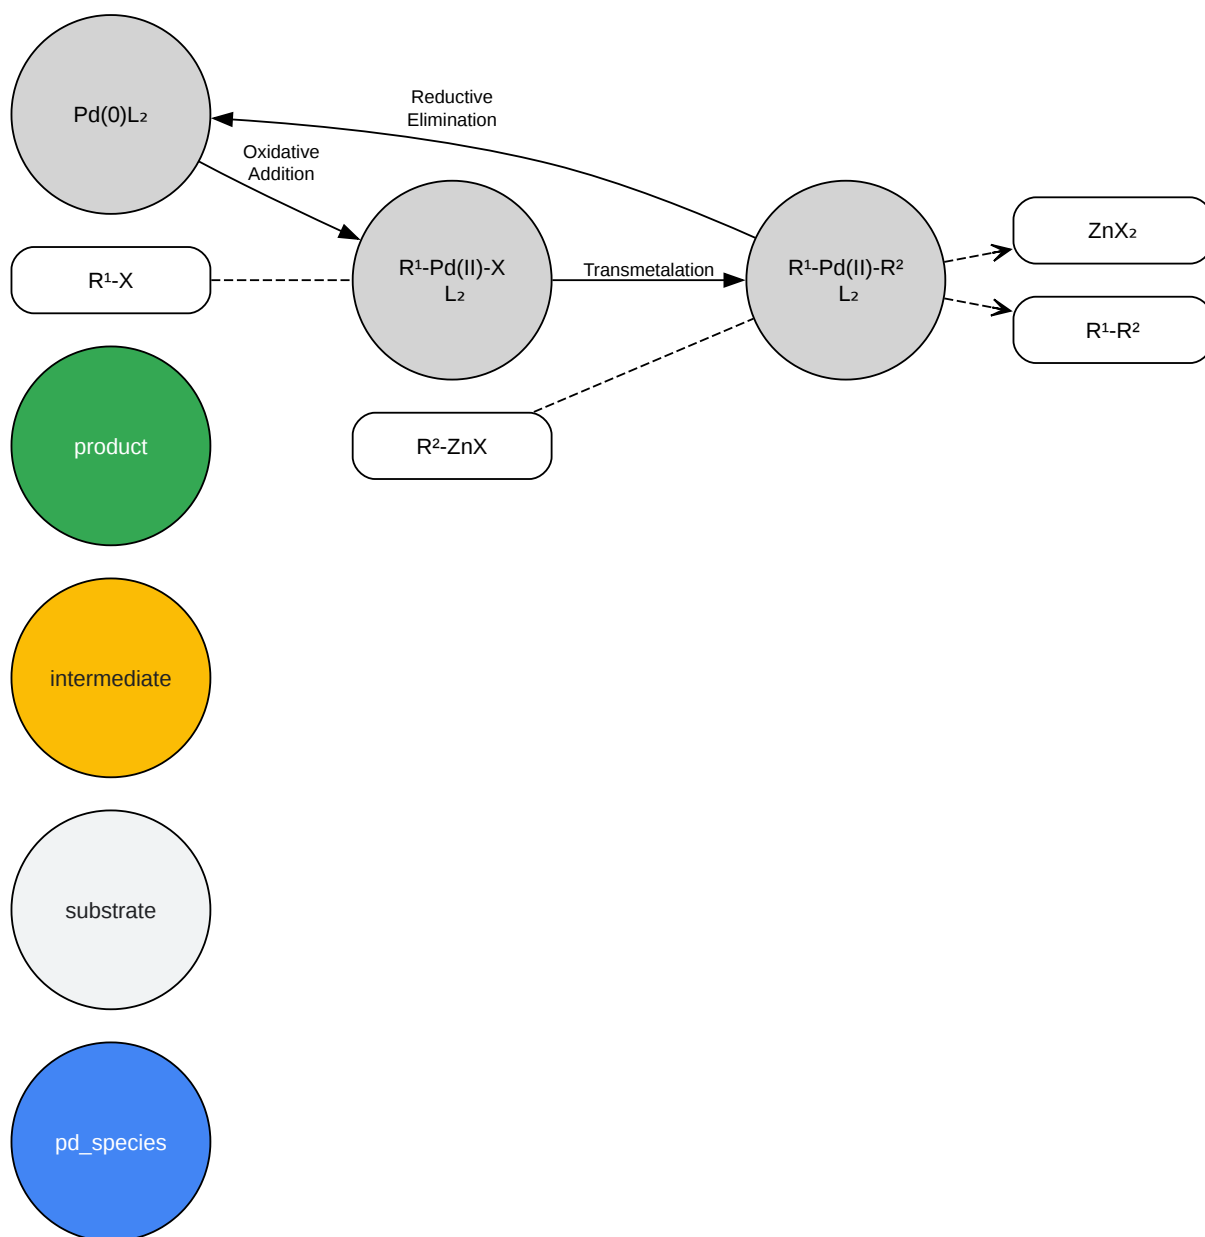 Pd(0)L₂
Reductive
Elimination
Oxidative
Addition
R¹-X
R¹-Pd(II)-X
L₂
Transmetalation
R¹-Pd(II)-R²
L₂
ZnX₂
R¹-R²
R²-ZnX
product
intermediate
substrate
pd_species